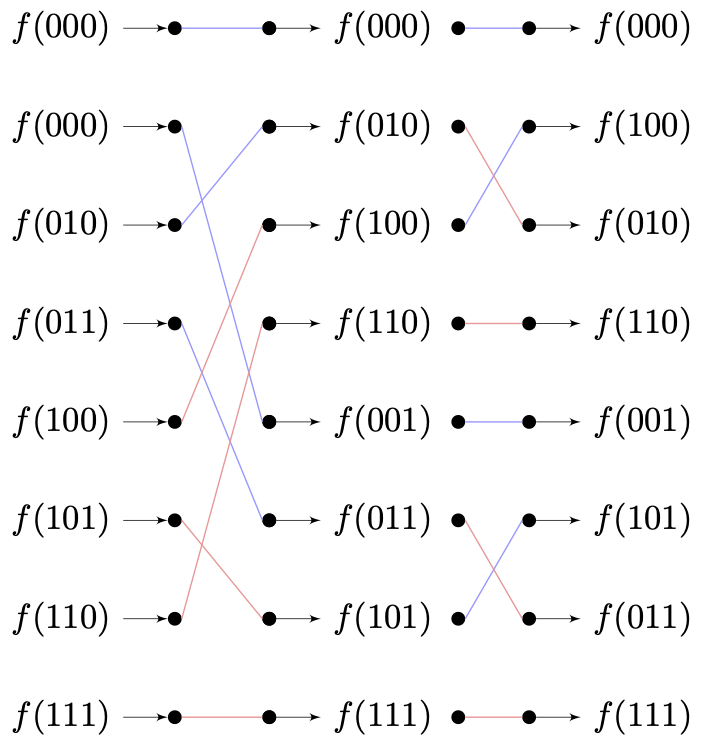 f(000) f(000) f(000)
f(000) f(010) f(100)
f(010) f(100) f(010)
f(011) f(110) f(110)
f(100) f(001) f(001)
f(101) f(011) f(101)
f(110) f(101) f(011)
f(111) f(111) f(111)